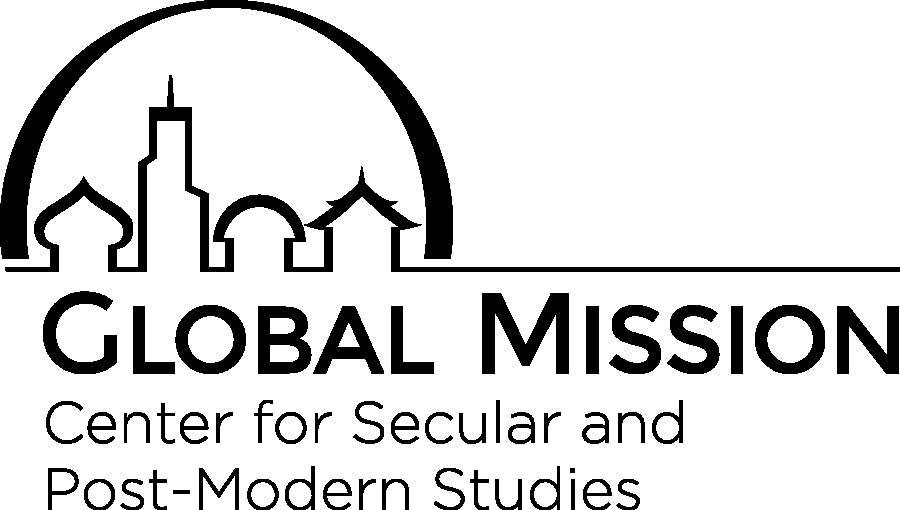 GLOBAL MISSION
Center for Secular and
Post-Modern Studies